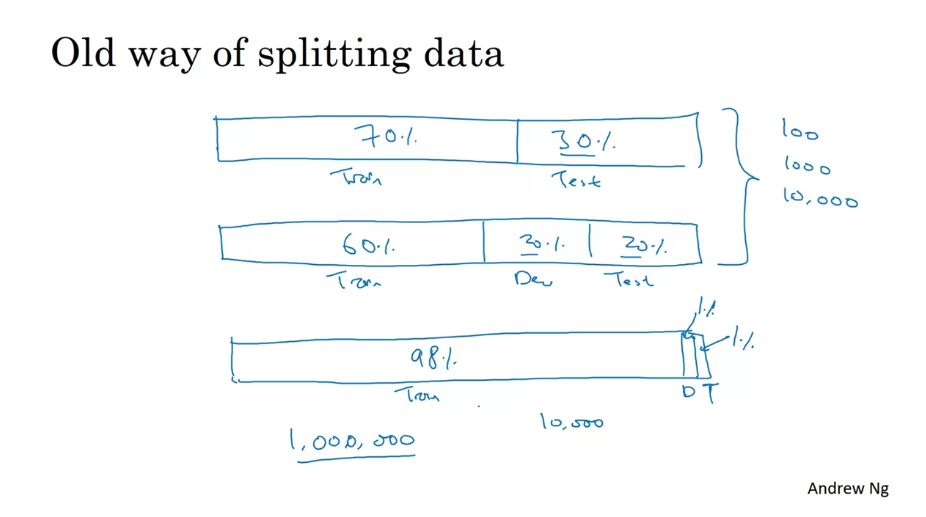 Old way of splitting data
70% 30%
Train Test
100
1000
10,000
60% 20% 20%
Train Dev Test
1% 1%
98%
Train D T
1,000,000 10,000
Andrew Ng